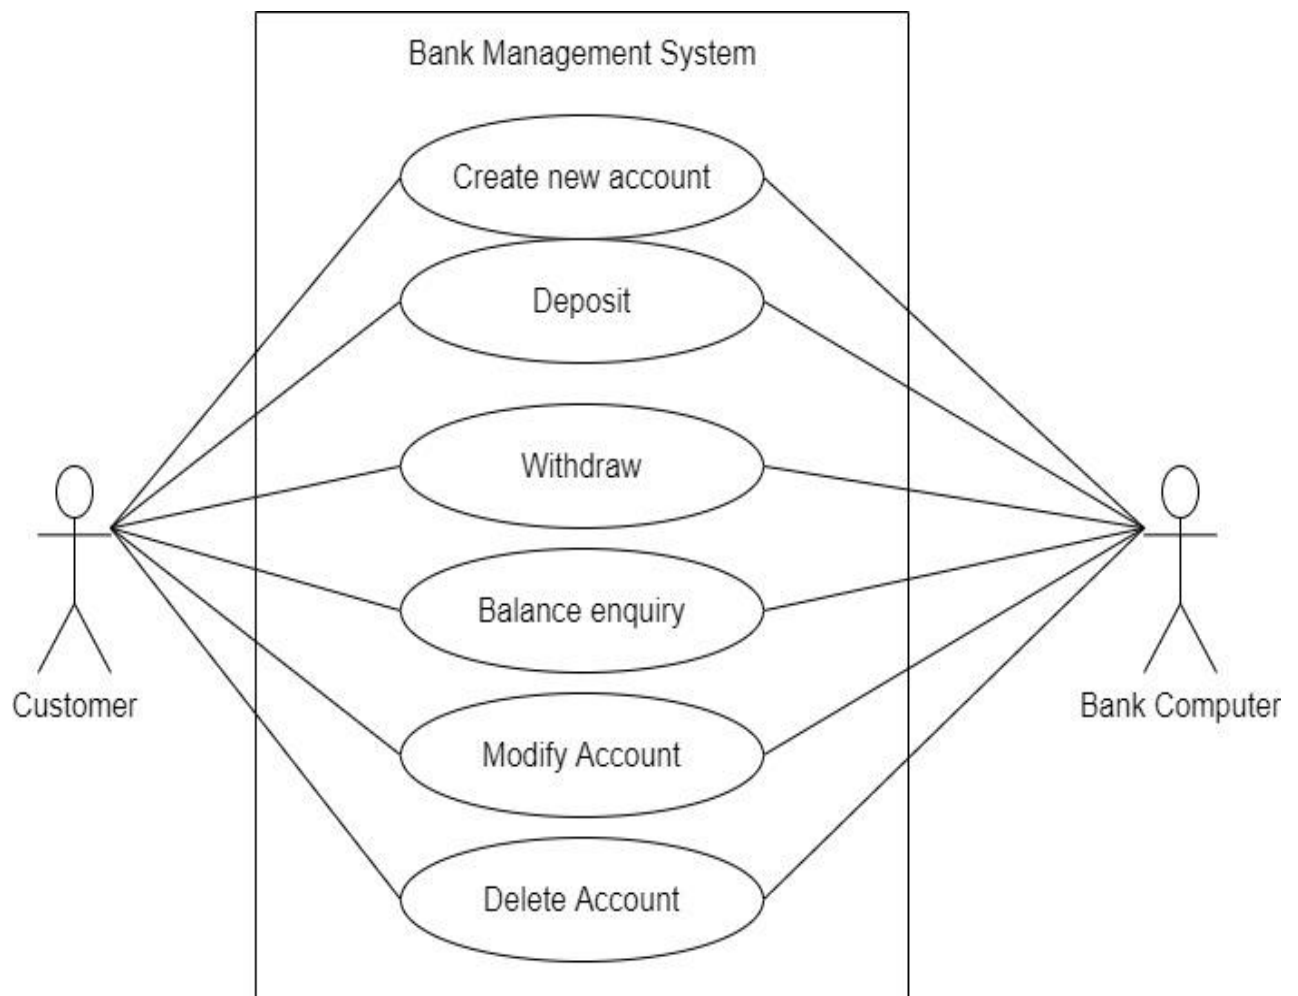 Bank Management System
Create new account
Deposit
Withdraw
Balance enquiry
Customer
Bank Computer
Modify Account
Delete Account